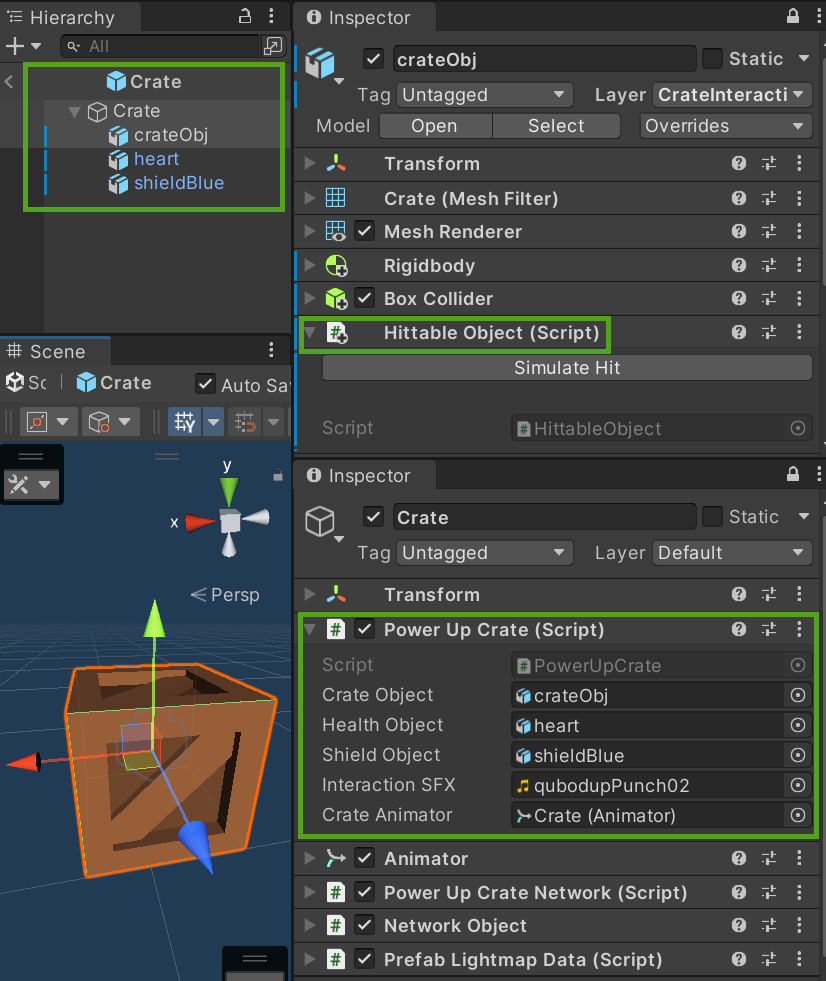 Hierarchy
All
Crate
Crate
crateObj
heart
shieldBlue
Scene
Sc
Crate
Auto Sa
y
x
Persp
Inspector
crateObj
Static
Tag Untagged Layer CrateInteracti
Model Open Select Overrides
Transform
Crate (Mesh Filter)
Mesh Renderer
Rigidbody
Box Collider
Hittable Object (Script)
Simulate Hit
Script HittableObject
Inspector
Crate Static
Tag Untagged Layer Default
Transform
Power Up Crate (Script)
Script PowerUpCrate
Crate Object crateObj
Health Object heart
Shield Object shieldBlue
Interaction SFX qubodupPunch02
Crate Animator Crate (Animator)
Animator
Power Up Crate Network (Script)
Network Object
Prefab Lightmap Data (Script)